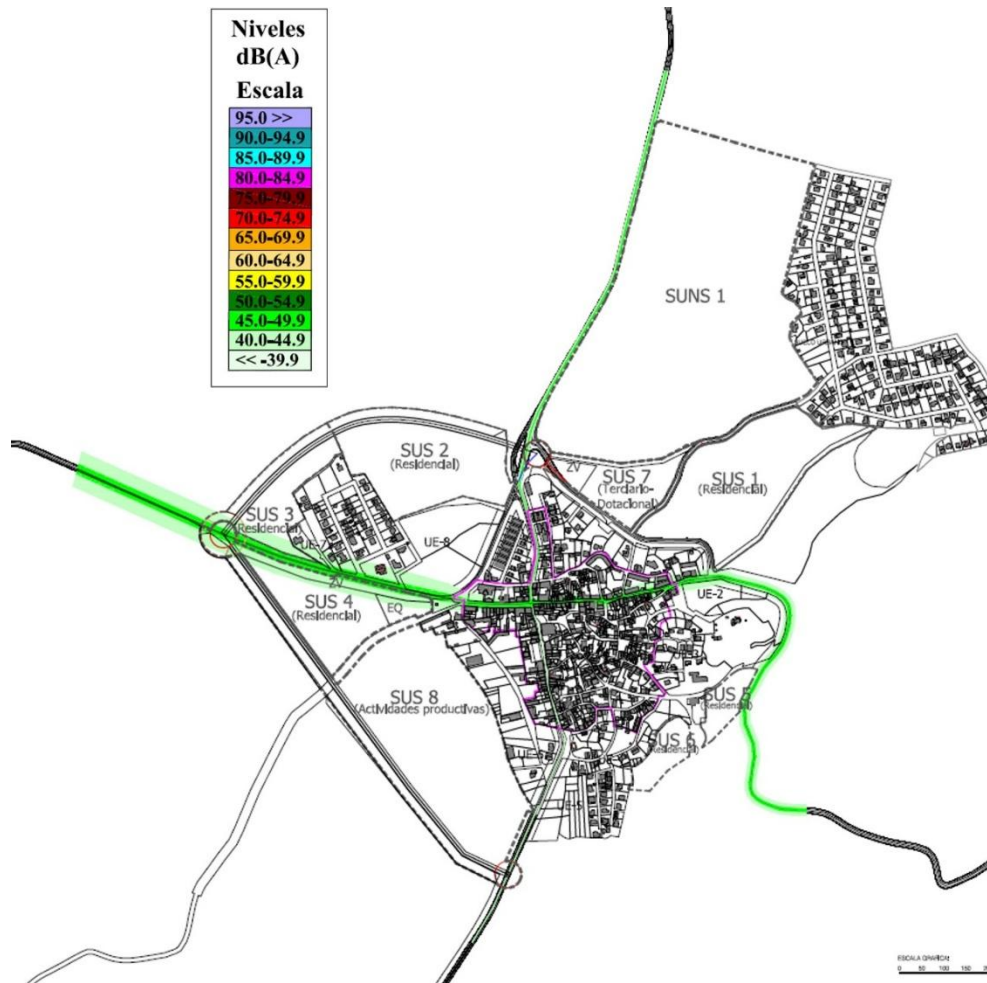 Niveles
dB(A)
Escala
95.0 >>
90.0-94.9
85.0-89.9
80.0-84.9
75.0-79.9
70.0-74.9
65.0-69.9
60.0-64.9
55.0-59.9
50.0-54.9
45.0-49.9
40.0-44.9
<< -39.9
SUNS 1
SUS 2
(Residencial)
ZV
SUS 7
(Terciario-
Dotacional)
SUS 1
(Residencial)
SUS 3
(Residencial)
UE-8
ZV
SUS 4
(Residencial)
EQ
UE-2
SUS 8
(Actividades productivas)
SUS 5
(Residencial)
SUS 6
(Residencial)
ESCALA GRAFICA:
0 50 100 150